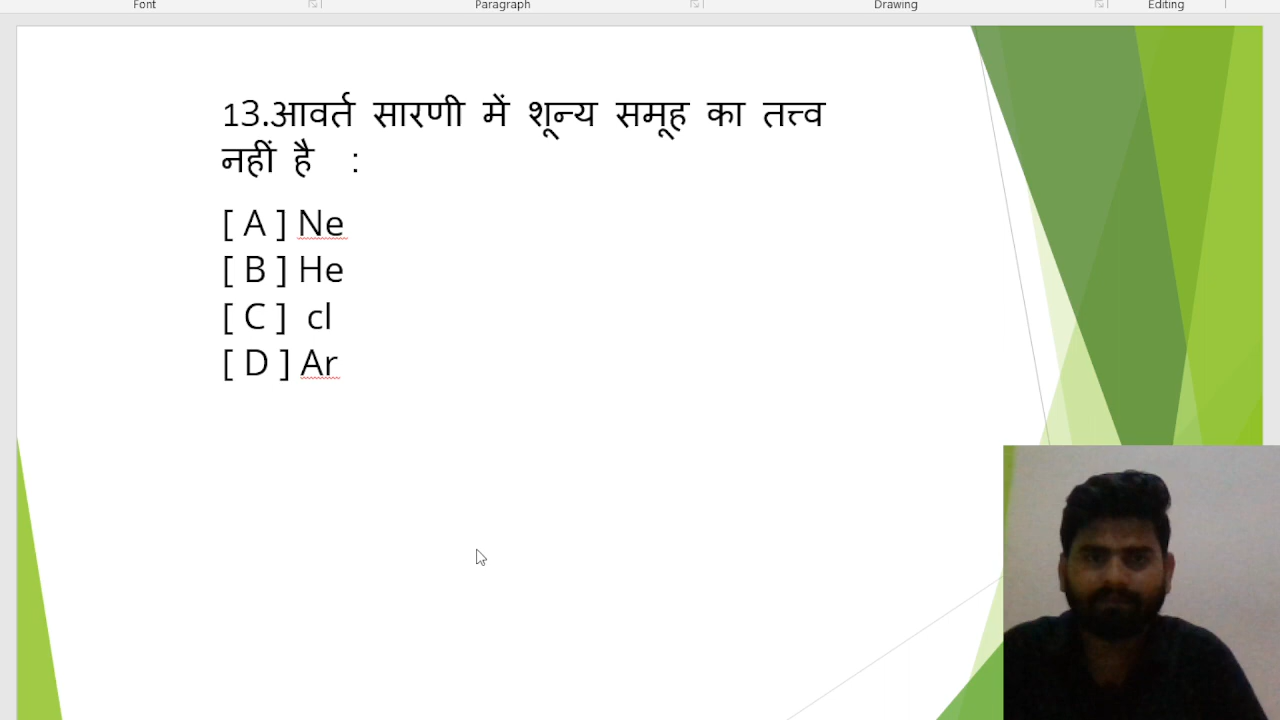 Font Paragraph Drawing Editing
13.आवर्त सारणी में शून्य समूह का तत्त्व
नहीं है :
[ A ] Ne
[ B ] He
[ C ] cl
[ D ] Ar